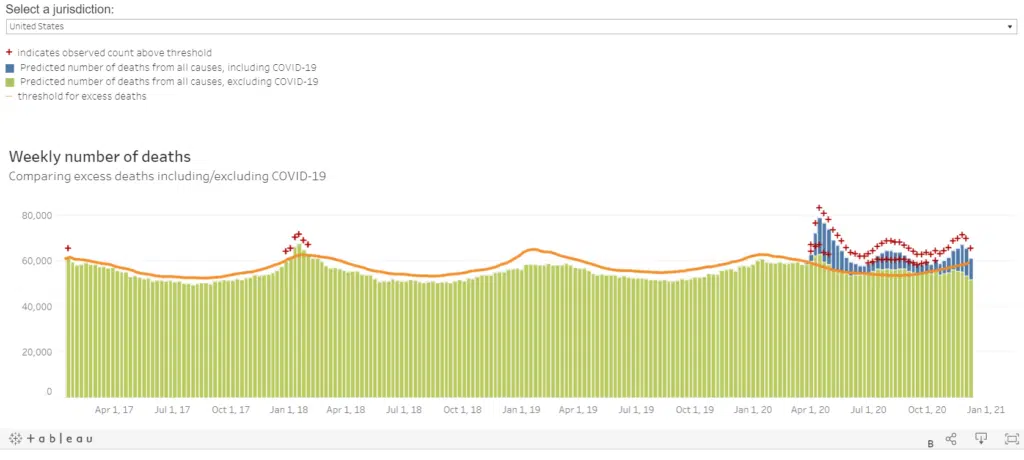 Select a jurisdiction:
United States
+ indicates observed count above threshold
Predicted number of deaths from all causes, including COVID-19
Predicted number of deaths from all causes, excluding COVID-19
threshold for excess deaths
Weekly number of deaths
Comparing excess deaths including/excluding COVID-19
80,000
60,000
40,000
20,000
0
Apr 1, 17 Jul 1, 17 Oct 1, 17 Jan 1, 18 Apr 1, 18 Jul 1, 18 Oct 1, 18 Jan 1, 19 Apr 1, 19 Jul 1, 19 Oct 1, 19 Jan 1, 20 Apr 1, 20 Jul 1, 20 Oct 1, 20 Jan 1, 21
+ableau B